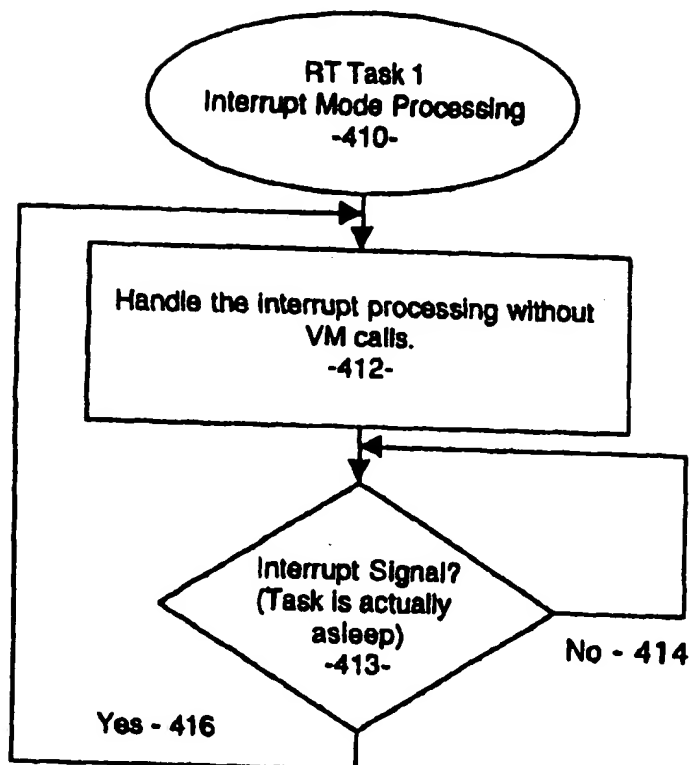 RT Task 1
Interrupt Mode Processing
-410-
Handle the interrupt processing without
VM calls.
-412-
Interrupt Signal?
(Task is actually
asleep)
-413-
No - 414
Yes - 416